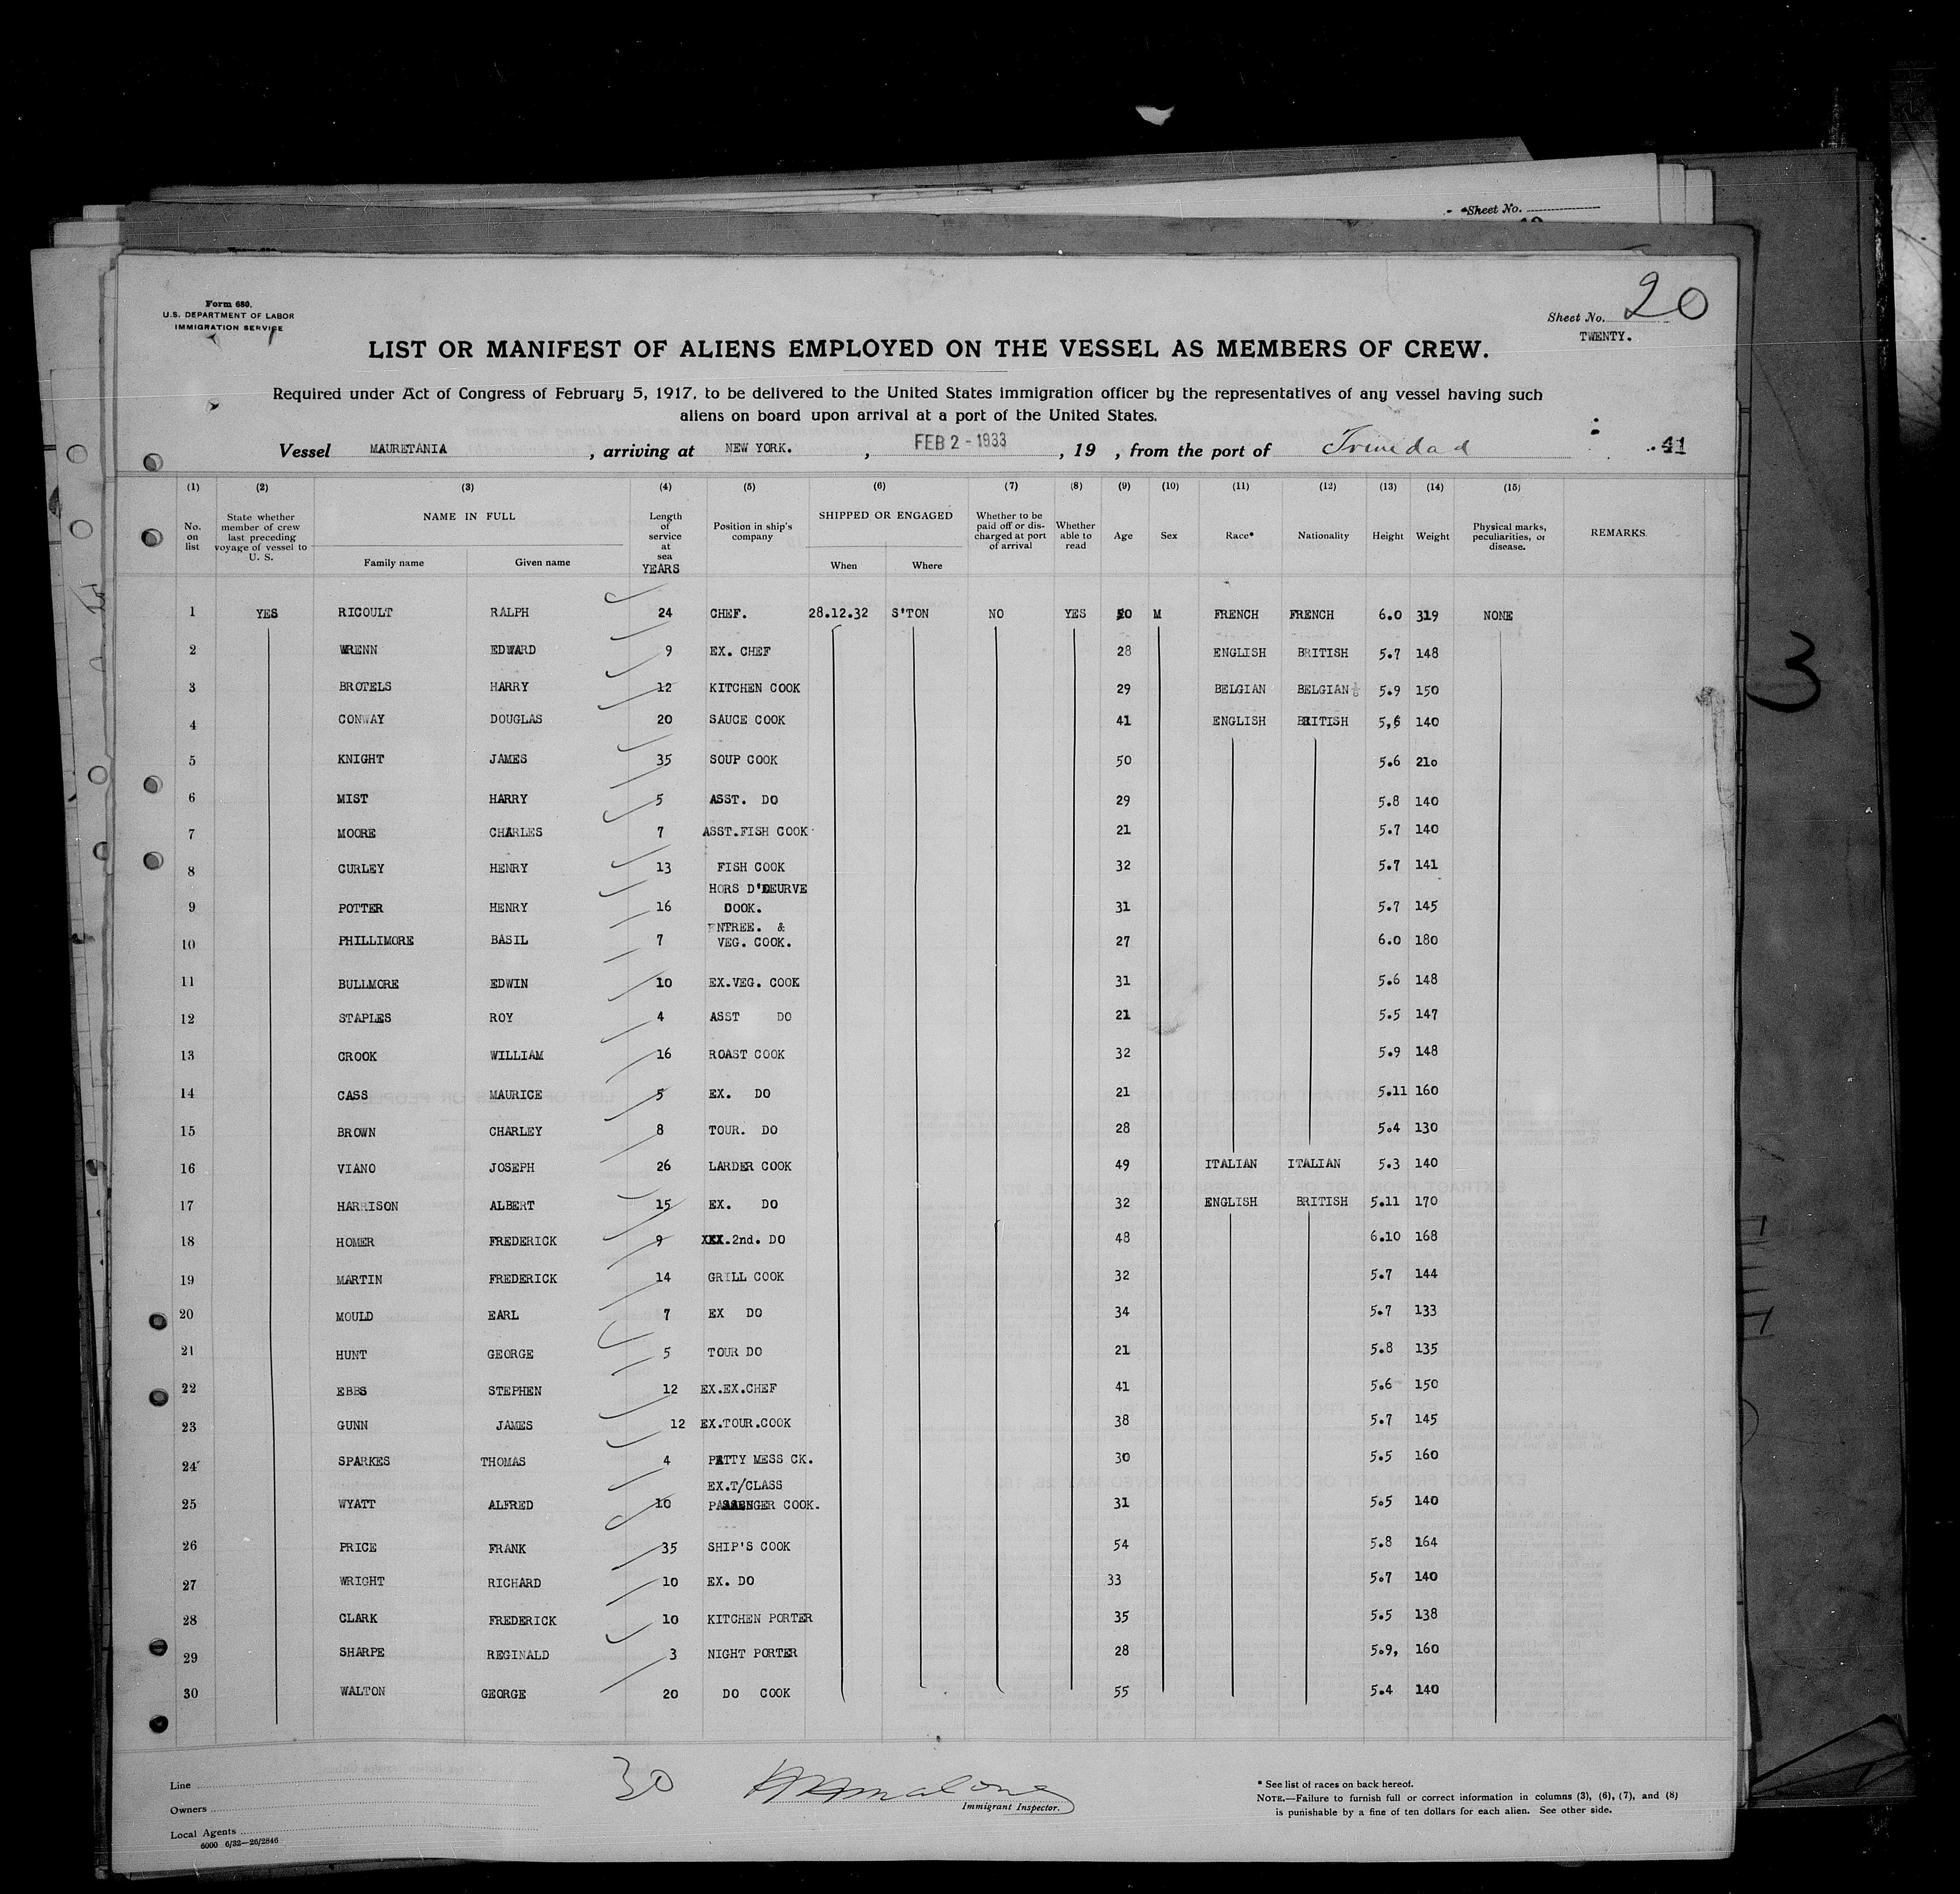 Sheet No.
Form 680.
U.S. DEPARTMENT OF LABOR
IMMIGRATION SERVICE
Sheet No. 20
TWENTY.
LIST OR MANIFEST OF ALIENS EMPLOYED ON THE VESSEL AS MEMBERS OF CREW.
Required under Act of Congress of February 5, 1917, to be delivered to the United States immigration officer by the representatives of any vessel having such
aliens on board upon arrival at a port of the United States.
Vessel MAURETANIA , arriving at NEW YORK. , FEB 2 - 1933 , 19 , from the port of Trinidad 41
(1) (2) (3) (4) (5) (6) (7) (8) (9) (10) (11) (12) (13) (14) (15)
No. on list State whether member of crew last preceding voyage of vessel to U. S. NAME IN FULL Family name Given name Length of service at sea YEARS Position in ship's company SHIPPED OR ENGAGED When Where Whether to be paid off or discharged at port of arrival Whether able to read Age Sex Race* Nationality Height Weight Physical marks, peculiarities, or disease. REMARKS
1 YES RICOULT RALPH 24 CHEF. 28.12.32 S'TON NO YES 50 M FRENCH FRENCH 6.0 319 NONE
2 WRENN EDWARD 9 EX. CHEF 28 ENGLISH BRITISH 5.7 148
3 BROTELS HARRY 12 KITCHEN COOK 29 BELGIAN BELGIAN 5.9 150
4 CONWAY DOUGLAS 20 SAUCE COOK 41 ENGLISH BRITISH 5,6 140
5 KNIGHT JAMES 35 SOUP COOK 50 5.6 210
6 MIST HARRY 5 ASST. DO 29 5.8 140
7 MOORE CHARLES 7 ASST.FISH COOK 21 5.7 140
8 CURLEY HENRY 13 FISH COOK 32 5.7 141
9 POTTER HENRY 16 HORS D'OEURVE COOK. 31 5.7 145
10 PHILLIMORE BASIL 7 ENTREE. & VEG. COOK. 27 6.0 180
11 BULLMORE EDWIN 10 EX.VEG. COOK 31 5.6 148
12 STAPLES ROY 4 ASST DO 21 5.5 147
13 CROOK WILLIAM 16 ROAST COOK 32 5.9 148
14 CASS MAURICE 5 EX. DO 21 5.11 160
15 BROWN CHARLEY 8 TOUR. DO 28 5.4 130
16 VIANO JOSEPH 26 LARDER COOK 49 ITALIAN ITALIAN 5.3 140
17 HARRISON ALBERT 15 EX. DO 32 ENGLISH BRITISH 5.11 170
18 HOMER FREDERICK 9 XXX.2nd. DO 48 6.10 168
19 MARTIN FREDERICK 14 GRILL COOK 32 5.7 144
20 MOULD EARL 7 EX DO 34 5.7 133
21 HUNT GEORGE 5 TOUR DO 21 5.8 135
22 EBBS STEPHEN 12 EX.EX.CHEF 41 5.6 150
23 GUNN JAMES 12 EX.TOUR.COOK 38 5.7 145
24 SPARKES THOMAS 4 PETTY MESS CK. 30 5.5 160
25 WYATT ALFRED 10 EX.T/CLASS PASSENGER COOK. 31 5.5 140
26 PRICE FRANK 35 SHIP'S COOK 54 5.8 164
27 WRIGHT RICHARD 10 EX. DO 33 5.7 140
28 CLARK FREDERICK 10 KITCHEN PORTER 35 5.5 138
29 SHARPE REGINALD 3 NIGHT PORTER 28 5.9, 160
30 WALTON GEORGE 20 DO COOK 55 5.4 140
30
Line
Owners
Local Agents
6000 6/32—26/2846
Immigrant Inspector.
* See list of races on back hereof.
NOTE.—Failure to furnish full or correct information in columns (3), (6), (7), and (8)
is punishable by a fine of ten dollars for each alien. See other side.
3